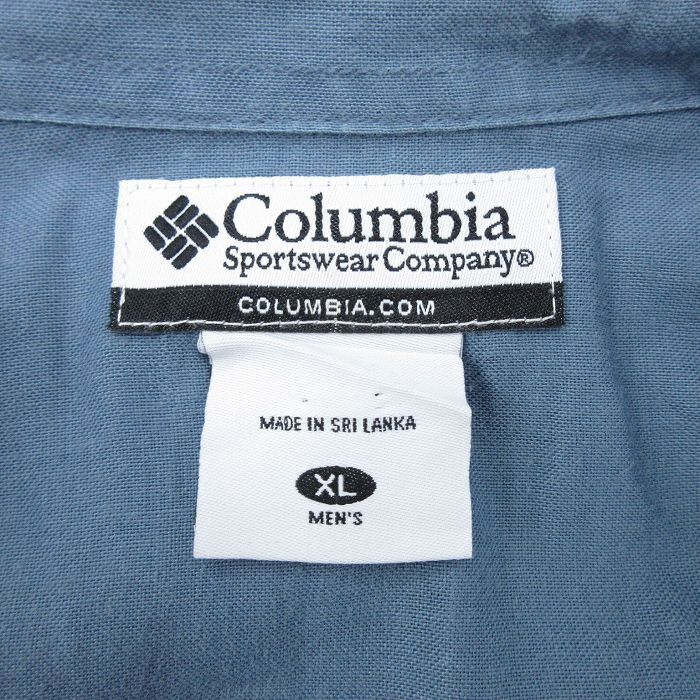 Columbia
Sportswear Company®
COLUMBIA.COM
MADE IN SRI LANKA
XL
MEN'S